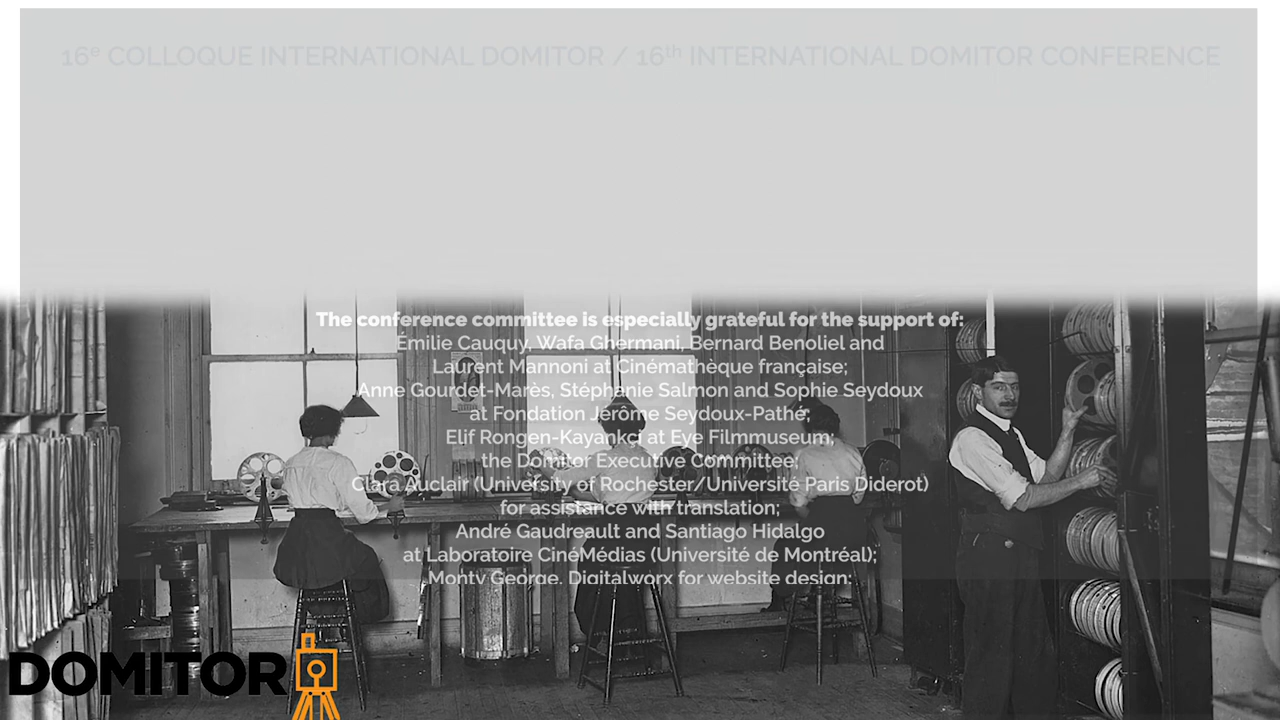 16e COLLOQUE INTERNATIONAL DOMITOR / 16th INTERNATIONAL DOMITOR CONFERENCE
The conference committee is especially grateful for the support of:
Émilie Cauquy, Wafa Ghermani, Bernard Benoliel and
Laurent Mannoni at Cinémathèque française;
Anne Gourdet-Marès, Stéphanie Salmon and Sophie Seydoux
at Fondation Jérôme Seydoux-Pathé;
Elif Rongen-Kayankçi at Eye Filmmuseum;
the Domitor Executive Committee;
Clara Auclair (University of Rochester/Université Paris Diderot)
for assistance with translation;
André Gaudreault and Santiago Hidalgo
at Laboratoire CinéMédias (Université de Montréal);
Monty George, Digitalworx for website design;
DOMITOR